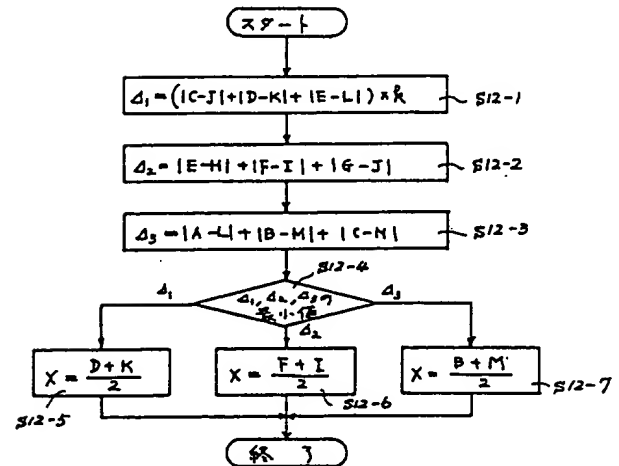 スタート
Δ₁=(|C-J|+|D-K|+|E-L|)×k
S12-1
Δ₂=|E-H|+|F-I|+|G-J|
S12-2
Δ₃=|A-L|+|B-M|+|C-N|
S12-3
S12-4
Δ₁,Δ₂,Δ₃の
最小値
Δ₁
Δ₂
Δ₃
X=(D+K)/2
S12-5
X=(F+I)/2
S12-6
X=(B+M)/2
S12-7
終了